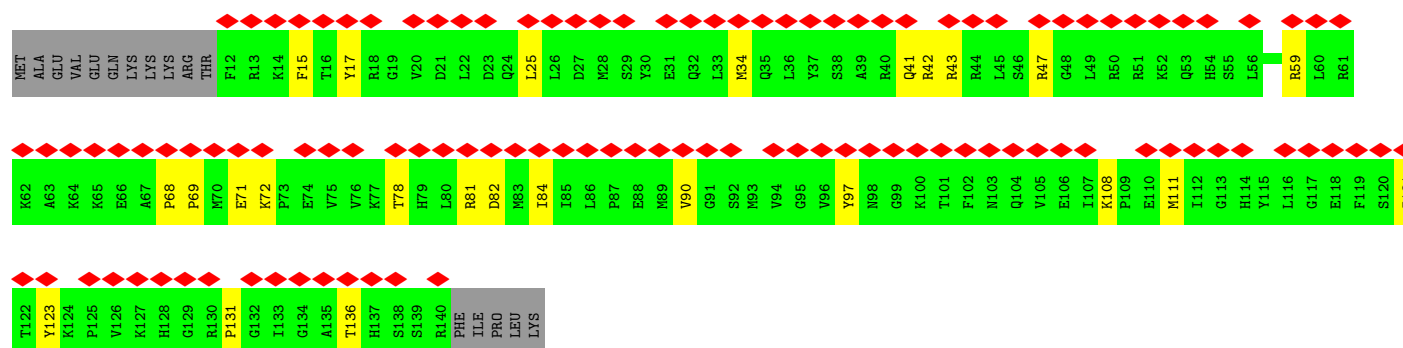 MET ALA GLU VAL GLU GLN LYS LYS LYS ARG THR F12 R13 K14 F15 T16 Y17 R18 G19 V20 D21 L22 D23 Q24 L25 L26 D27 M28 S29 Y30 E31 Q32 L33 M34 Q35 L36 Y37 S38 A39 R40 Q41 R42 R43 R44 L45 S46 R47 G48 L49 R50 R51 K52 Q53 H54 S55 L56 R59 L60 R61
K62 A63 K64 K65 E66 A67 P68 P69 M70 E71 K72 P73 E74 V75 V76 K77 T78 H79 L80 R81 D82 M83 I84 I85 L86 P87 E88 M89 V90 G91 S92 M93 V94 G95 V96 Y97 N98 G99 K100 T101 F102 N103 Q104 V105 E106 I107 K108 P109 E110 M111 I112 G113 H114 Y115 L116 G117 E118 F119 S120
T122 Y123 K124 P125 V126 K127 H128 G129 R130 P131 G132 I133 G134 A135 T136 H137 S138 S139 R140 PHE ILE PRO LEU LYS